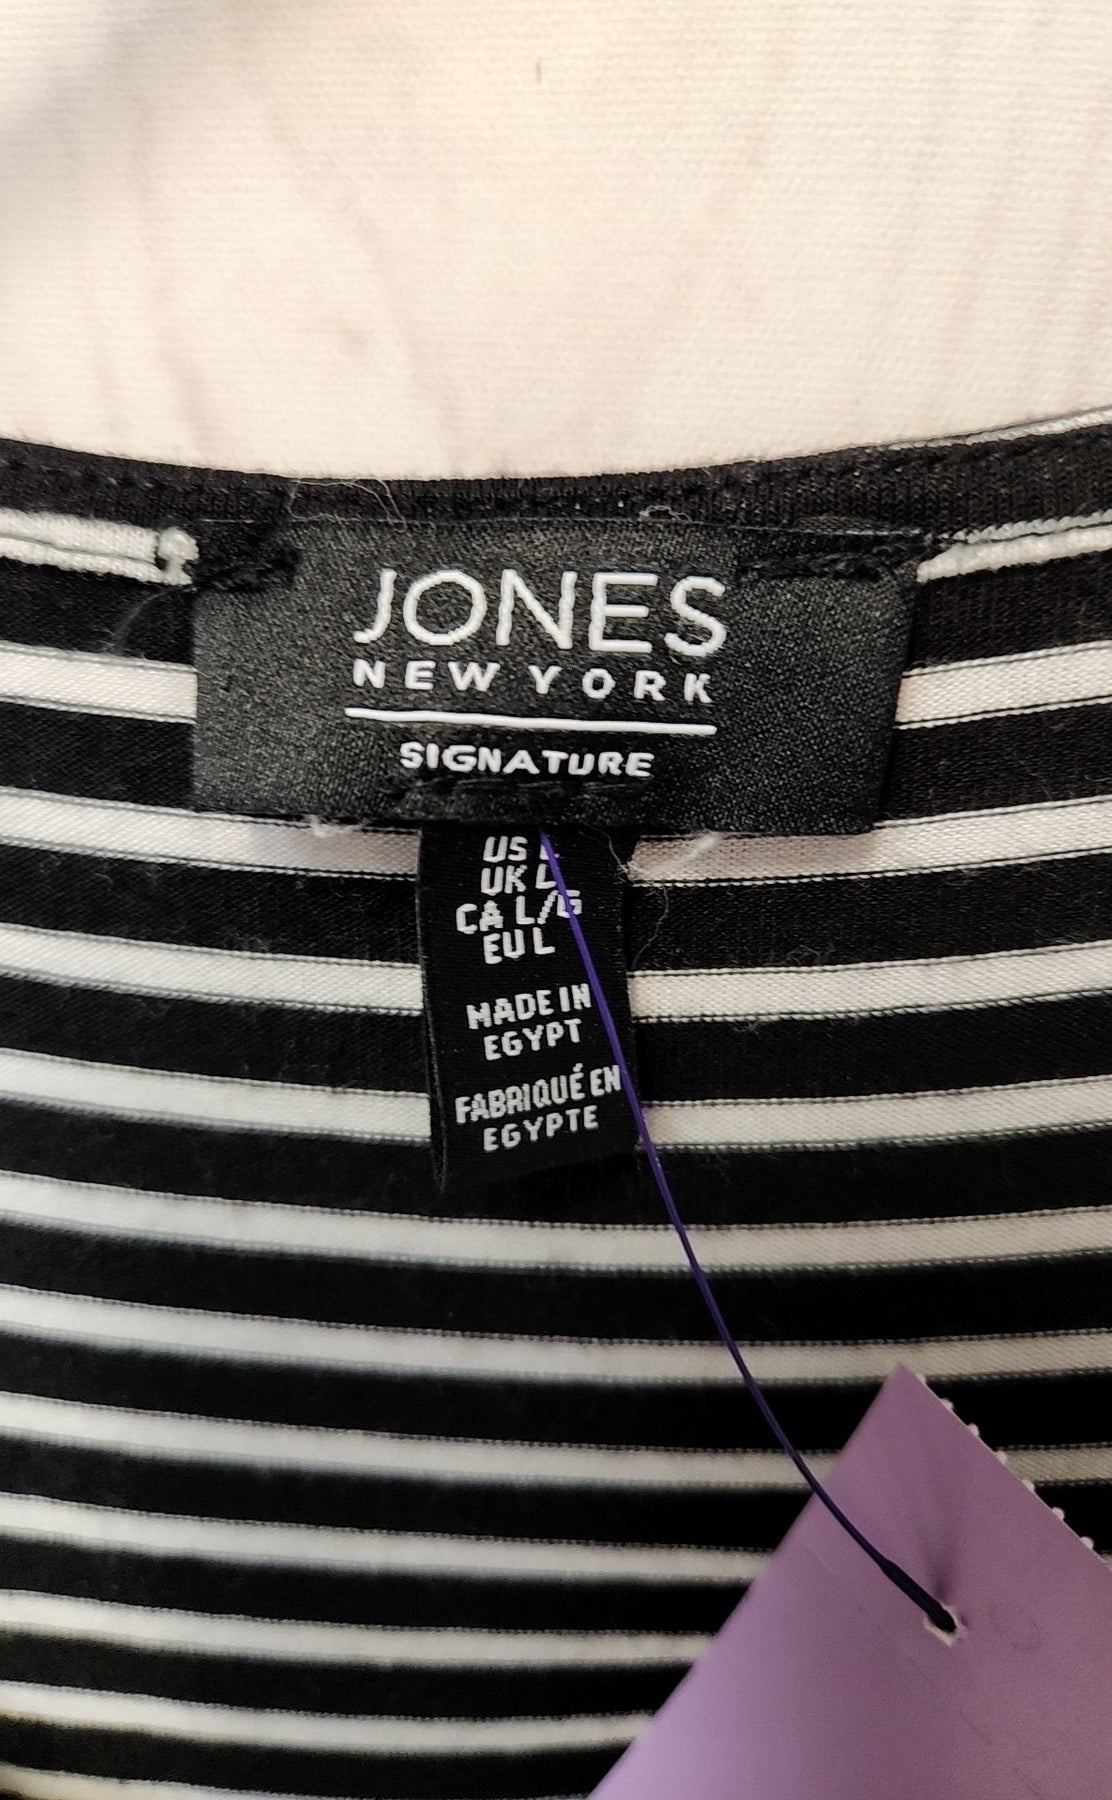 JONES
NEW YORK
SIGNATURE
US L
UK L
CA L/G
EU L
MADE IN
EGYPT
FABRIQUÉ EN
EGYPTE